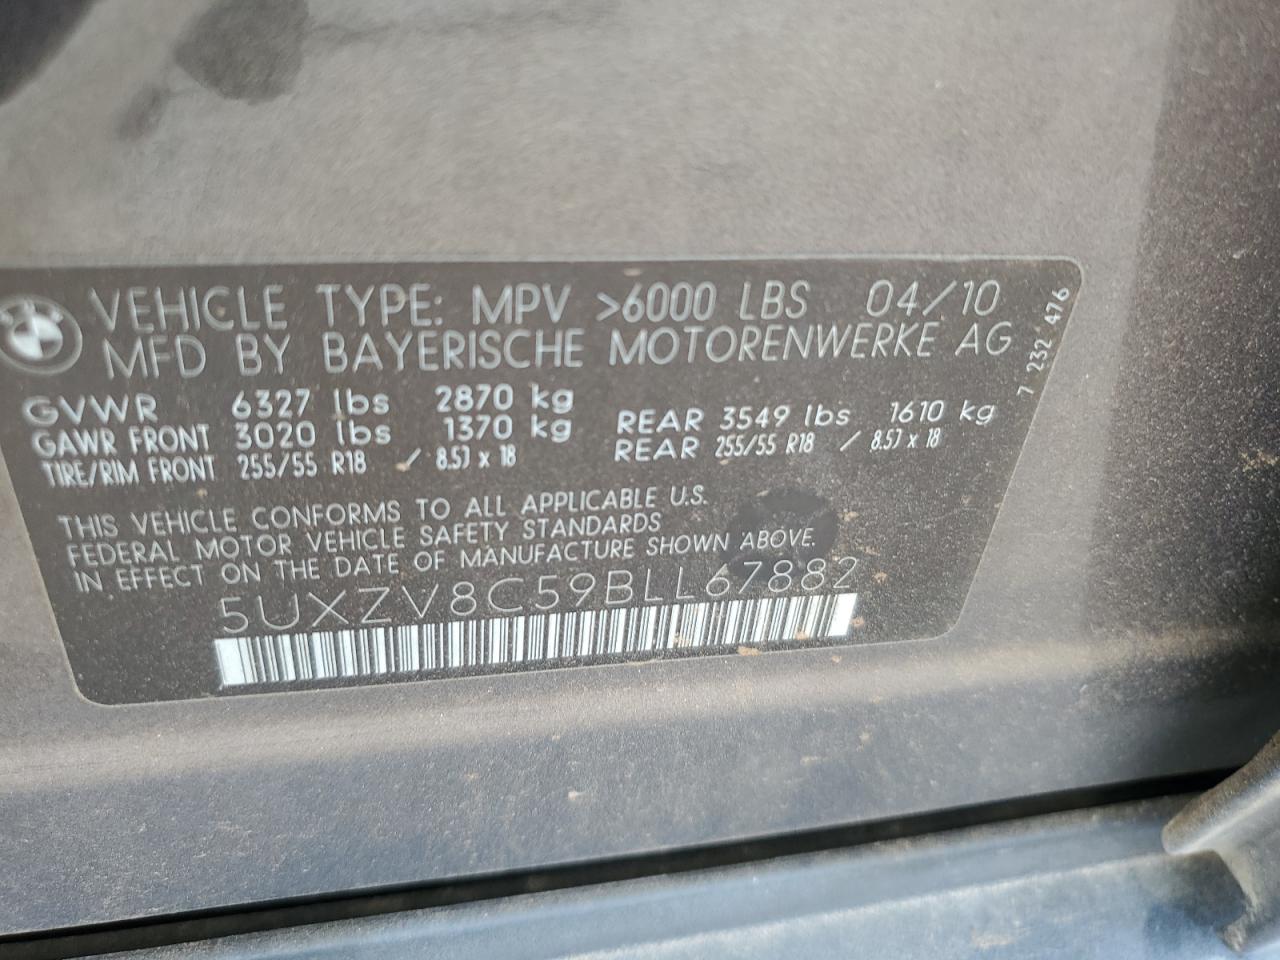 VEHICLE TYPE: MPV >6000 LBS 04/10
MFD BY BAYERISCHE MOTORENWERKE AG
7 232 476
GVWR 6327 lbs 2870 kg
GAWR FRONT 3020 lbs 1370 kg REAR 3549 lbs 1610 kg
TIRE/RIM FRONT 255/55 R18 / 8.5J x 18 REAR 255/55 R18 / 8.5J x 18
THIS VEHICLE CONFORMS TO ALL APPLICABLE U.S.
FEDERAL MOTOR VEHICLE SAFETY STANDARDS
IN EFFECT ON THE DATE OF MANUFACTURE SHOWN ABOVE.
5UXZV8C59BLL67882